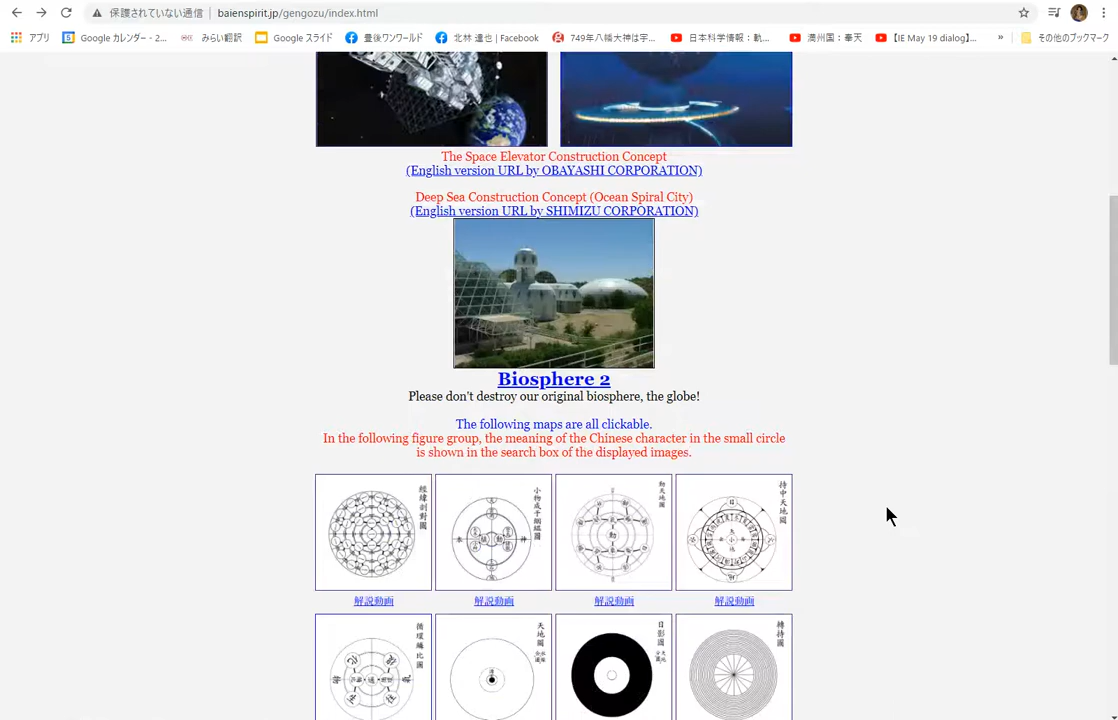 保護されていない通信 | baienspirit.jp/gengozu/index.html
アプリ Google カレンダー - 2... みらい翻訳 Google スライド 豊後ワンワールド 北林 達也 | Facebook 749年八幡大神は宇... 日本科学情報：軌... 満州国：奉天 【IE May 19 dialog】... » その他のブックマーク
The Space Elevator Construction Concept
(English version URL by OBAYASHI CORPORATION)
Deep Sea Construction Concept (Ocean Spiral City)
(English version URL by SHIMIZU CORPORATION)
Biosphere 2
Please don't destroy our original biosphere, the globe!
The following maps are all clickable.
In the following figure group, the meaning of the Chinese character in the small circle
is shown in the search box of the displayed images.
經緯剖對圖 小物成乎絪縕圖 動天地圖 持中天地圖
解説動画 解説動画 解説動画 解説動画
循環鱗比圖 天地圖 日影圖 轉持圖